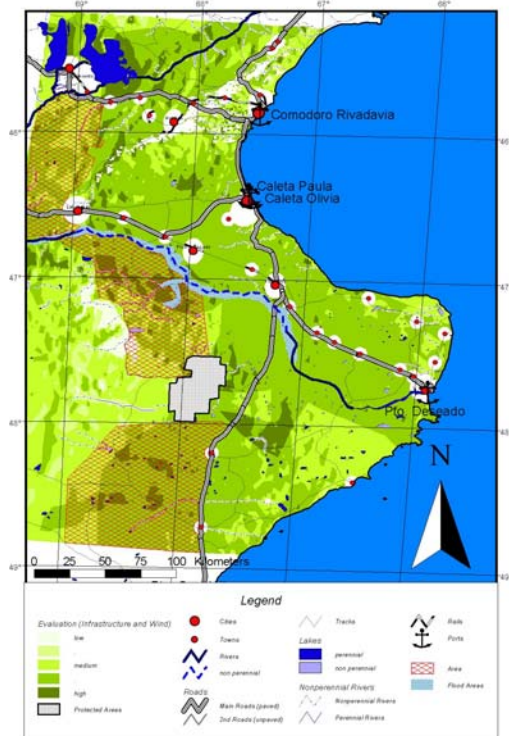 69° 68° 67° 66°
Comodoro Rivadavia
46° 46
Caleta Paula
Caleta Olivia
47° 47
Pto. Deseado
48° 48
N
49° 49
0 25 50 75 100 Kilometers
Legend
Evaluation (Infrastructure and Wind)
low
medium
high
Protected Areas
Cities
Towns
Rivers
non perennial
Roads
Main Roads (paved)
2nd Roads (unpaved)
Tracks
Lakes
perennial
non perennial
Nonperennial Rivers
Nonperennial Rivers
Perennial Rivers
Rails
Ports
Area
Flood Areas